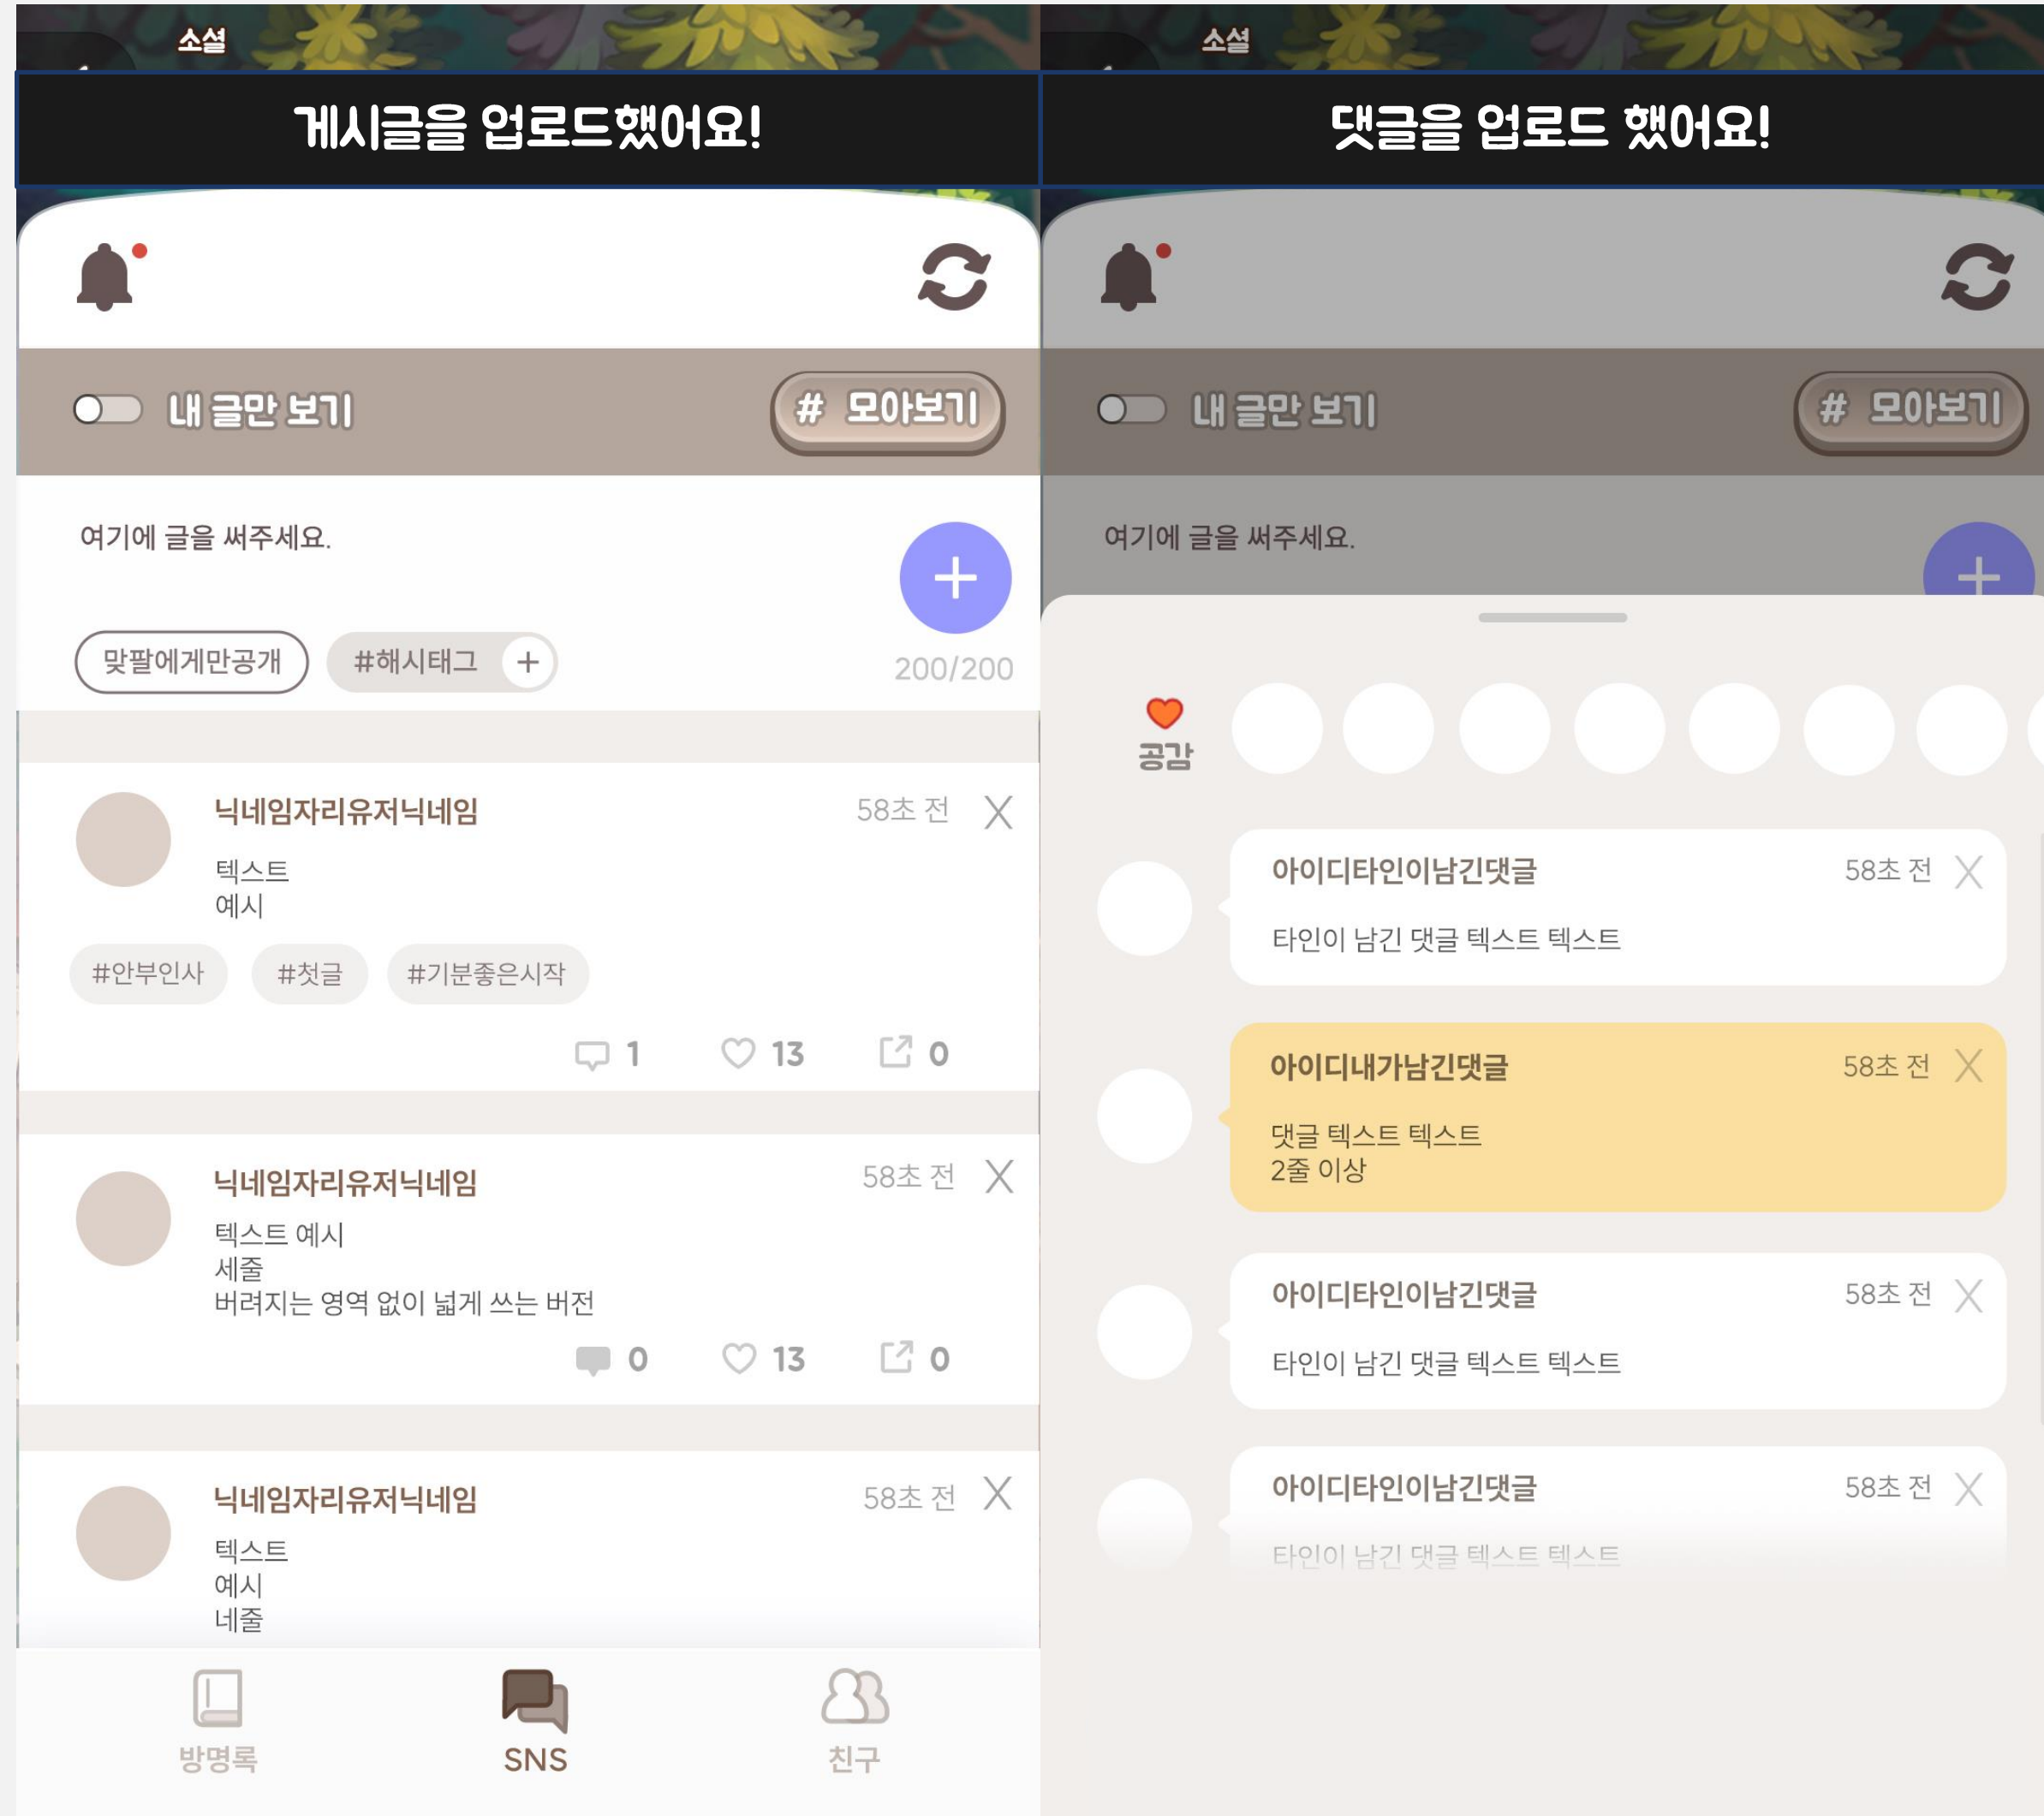 소셜
게시글을 업로드했어요!
내 글만 보기
# 모아보기
여기에 글을 써주세요.
맞팔에게만공개
#해시태그 +
200/200
닉네임자리유저닉네임
58초 전 X
텍스트
예시
#안부인사 #첫글 #기분좋은시작
1 13 0
닉네임자리유저닉네임
58초 전 X
텍스트 예시
세줄
버려지는 영역 없이 넓게 쓰는 버전
0 13 0
닉네임자리유저닉네임
58초 전 X
텍스트
예시
네줄
방명록
SNS
친구
소셜
댓글을 업로드 했어요!
내 글만 보기
# 모아보기
여기에 글을 써주세요.
공감
아이디타인이남긴댓글
58초 전 X
타인이 남긴 댓글 텍스트 텍스트
아이디내가남긴댓글
58초 전 X
댓글 텍스트 텍스트
2줄 이상
아이디타인이남긴댓글
58초 전 X
타인이 남긴 댓글 텍스트 텍스트
아이디타인이남긴댓글
58초 전 X
타인이 남긴 댓글 텍스트 텍스트